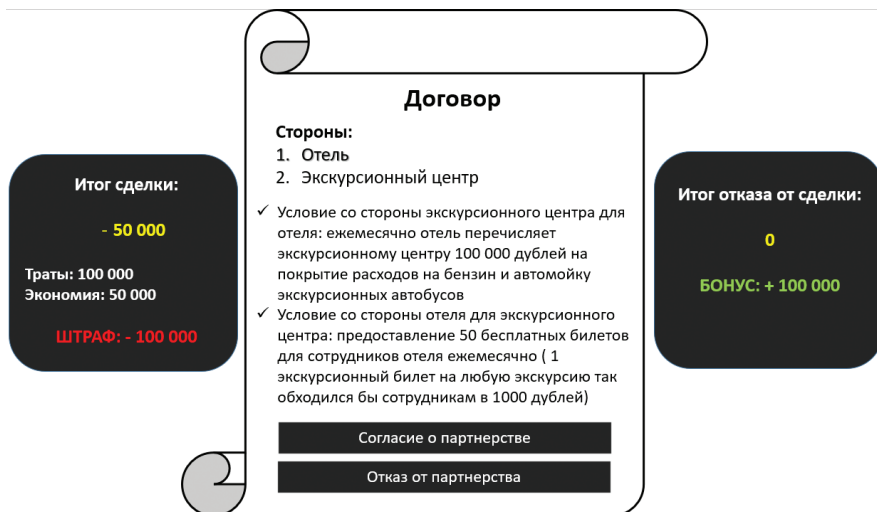 Договор
Стороны:
1. Отель
2. Экскурсионный центр
✓ Условие со стороны экскурсионного центра для
отеля: ежемесячно отель перечисляет
экскурсионному центру 100 000 дублей на
покрытие расходов на бензин и автомойку
экскурсионных автобусов
✓ Условие со стороны отеля для экскурсионного
центра: предоставление 50 бесплатных билетов
для сотрудников отеля ежемесячно ( 1
экскурсионный билет на любую экскурсию так
обходился бы сотрудникам в 1000 дублей)
Согласие о партнерстве
Отказ от партнерства
Итог сделки:
- 50 000
Траты: 100 000
Экономия: 50 000
ШТРАФ: - 100 000
Итог отказа от сделки:
0
БОНУС: + 100 000